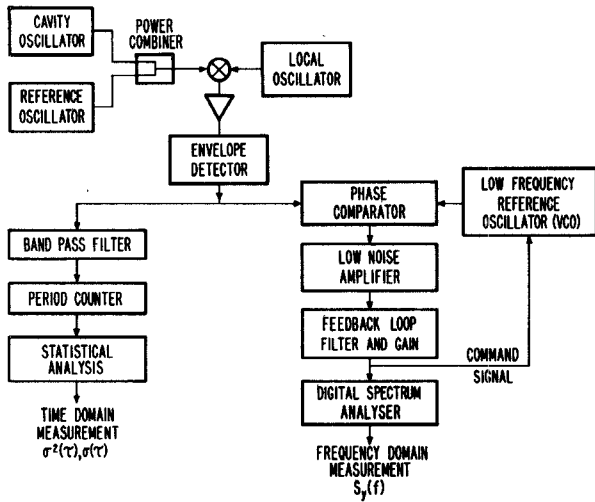 CAVITY
OSCILLATOR
POWER
COMBINER
REFERENCE
OSCILLATOR
LOCAL
OSCILLATOR
ENVELOPE
DETECTOR
PHASE
COMPARATOR
LOW FREQUENCY
REFERENCE
OSCILLATOR (VCO)
BAND PASS FILTER
LOW NOISE
AMPLIFIER
PERIOD COUNTER
FEEDBACK LOOP
FILTER AND GAIN
STATISTICAL
ANALYSIS
COMMAND
SIGNAL
DIGITAL SPECTRUM
ANALYSER
TIME DOMAIN
MEASUREMENT
σ²(τ),σ(τ)
FREQUENCY DOMAIN
MEASUREMENT
Sy(f)